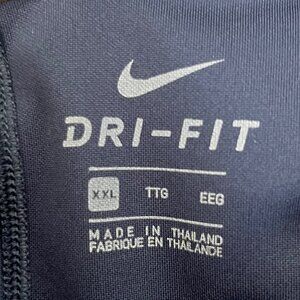 DRI-FIT
XXL TTG EEG
MADE IN THAILAND
FABRIQUE EN THAILANDE